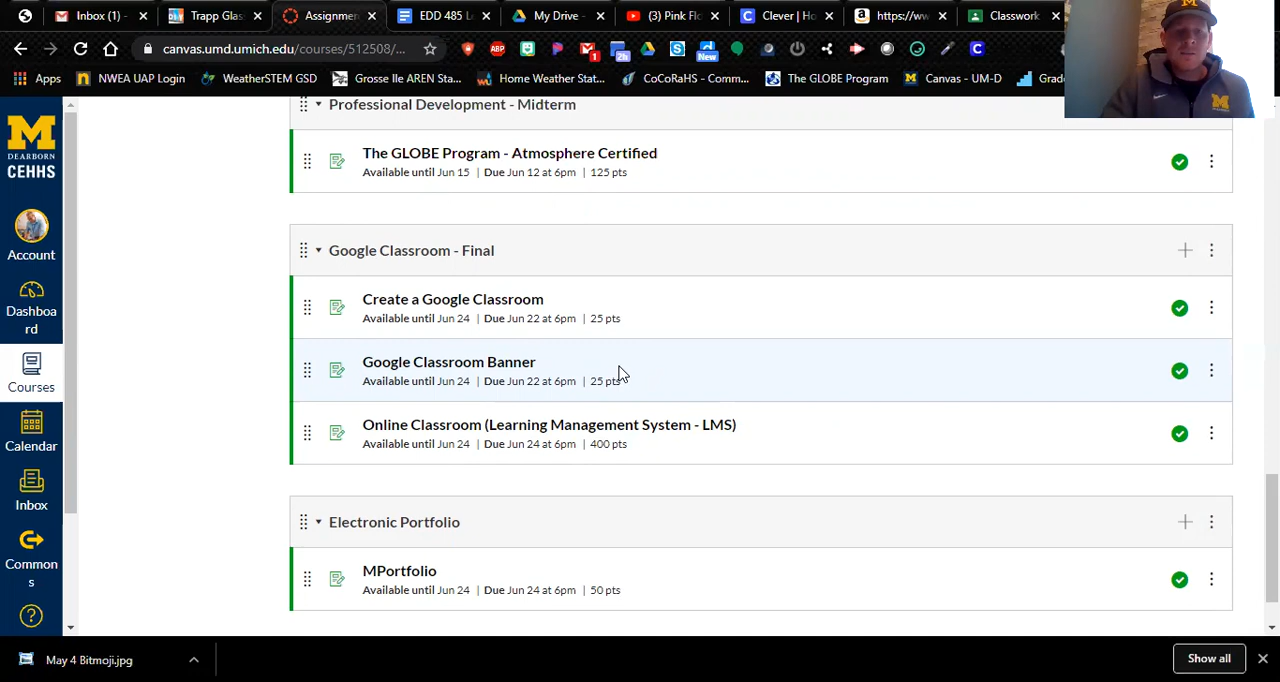 Inbox (1) -
Trapp Glas
Assignme
EDD 485 L
My Drive -
(3) Pink Fl
Clever | Ho
https://ww
Classwork
canvas.umd.umich.edu/courses/512508/...
ABP
1
2h
New
Apps
NWEA UAP Login
WeatherSTEM GSD
Grosse Ile AREN Sta...
Home Weather Stat...
CoCoRaHS - Comm...
The GLOBE Program
Canvas - UM-D
Grad
DEARBORN
CEHHS
Account
Dashboa
rd
Courses
Calendar
Inbox
Common
s
Professional Development - Midterm
The GLOBE Program - Atmosphere Certified
Available until Jun 15 | Due Jun 12 at 6pm | 125 pts
Google Classroom - Final
Create a Google Classroom
Available until Jun 24 | Due Jun 22 at 6pm | 25 pts
Google Classroom Banner
Available until Jun 24 | Due Jun 22 at 6pm | 25 pts
Online Classroom (Learning Management System - LMS)
Available until Jun 24 | Due Jun 24 at 6pm | 400 pts
Electronic Portfolio
MPortfolio
Available until Jun 24 | Due Jun 24 at 6pm | 50 pts
May 4 Bitmoji.jpg
Show all